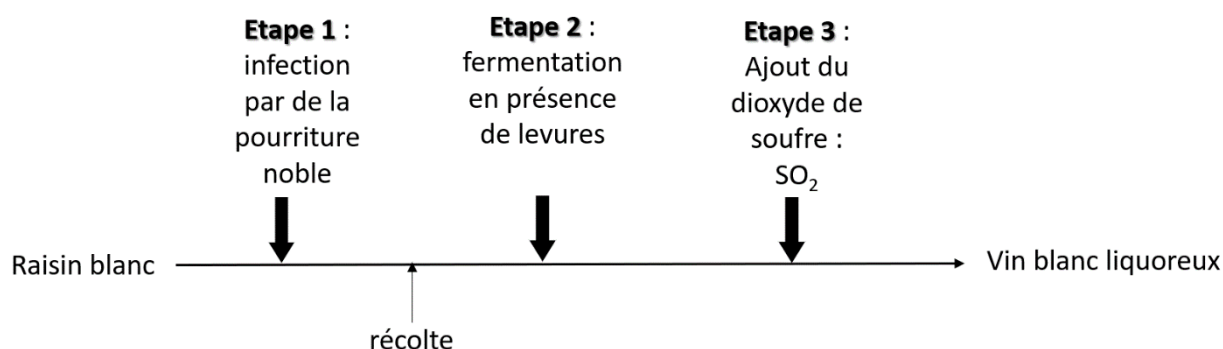 Etape 1 :
infection
par de la
pourriture
noble
Etape 2 :
fermentation
en présence
de levures
Etape 3 :
Ajout du
dioxyde de
soufre :
SO₂
Raisin blanc
Vin blanc liquoreux
récolte